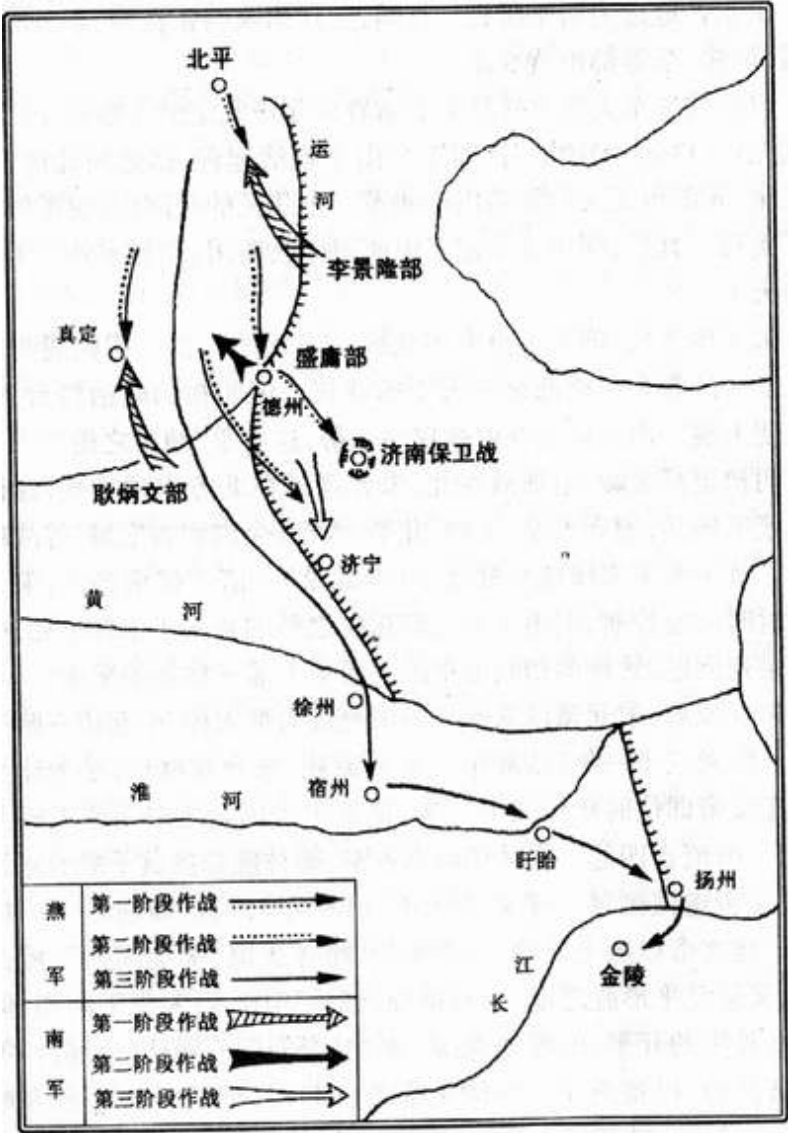 北平
运河
李景隆部
真定
盛庸部
德州
济南保卫战
耿炳文部
济宁
黄河
徐州
宿州
淮河
盱眙
扬州
金陵
长江
燕军
第一阶段作战
第二阶段作战
第三阶段作战
南军
第一阶段作战
第二阶段作战
第三阶段作战